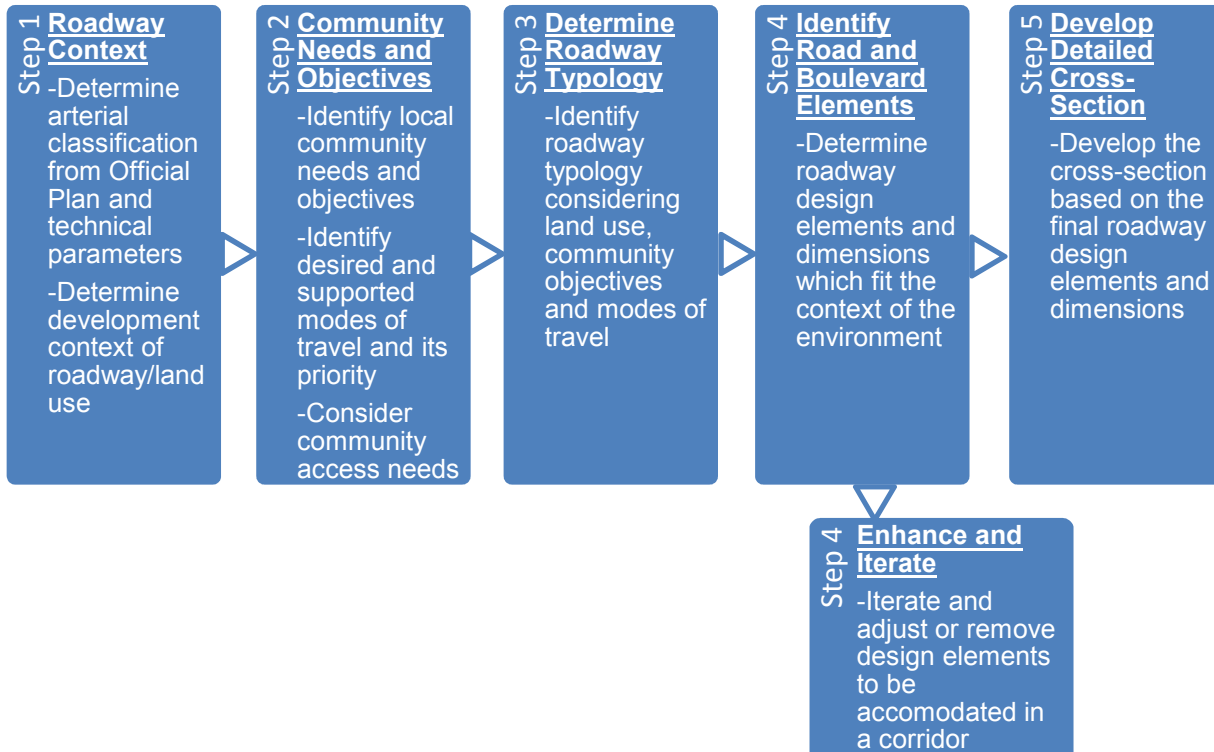 Step 1
Roadway
Context
-Determine
arterial
classification
from Official
Plan and
technical
parameters
-Determine
development
context of
roadway/land
use
Step 2
Community
Needs and
Objectives
-Identify local
community
needs and
objectives
-Identify
desired and
supported
modes of
travel and its
priority
-Consider
community
access needs
Step 3
Determine
Roadway
Typology
-Identify
roadway
typology
considering
land use,
community
objectives
and modes of
travel
Step 4
Identify
Road and
Boulevard
Elements
-Determine
roadway
design
elements and
dimensions
which fit the
context of the
environment
Step 5
Develop
Detailed
Cross-
Section
-Develop the
cross-section
based on the
final roadway
design
elements and
dimensions
Step 4
Enhance and
Iterate
-Iterate and
adjust or remove
design elements
to be
accomodated in
a corridor